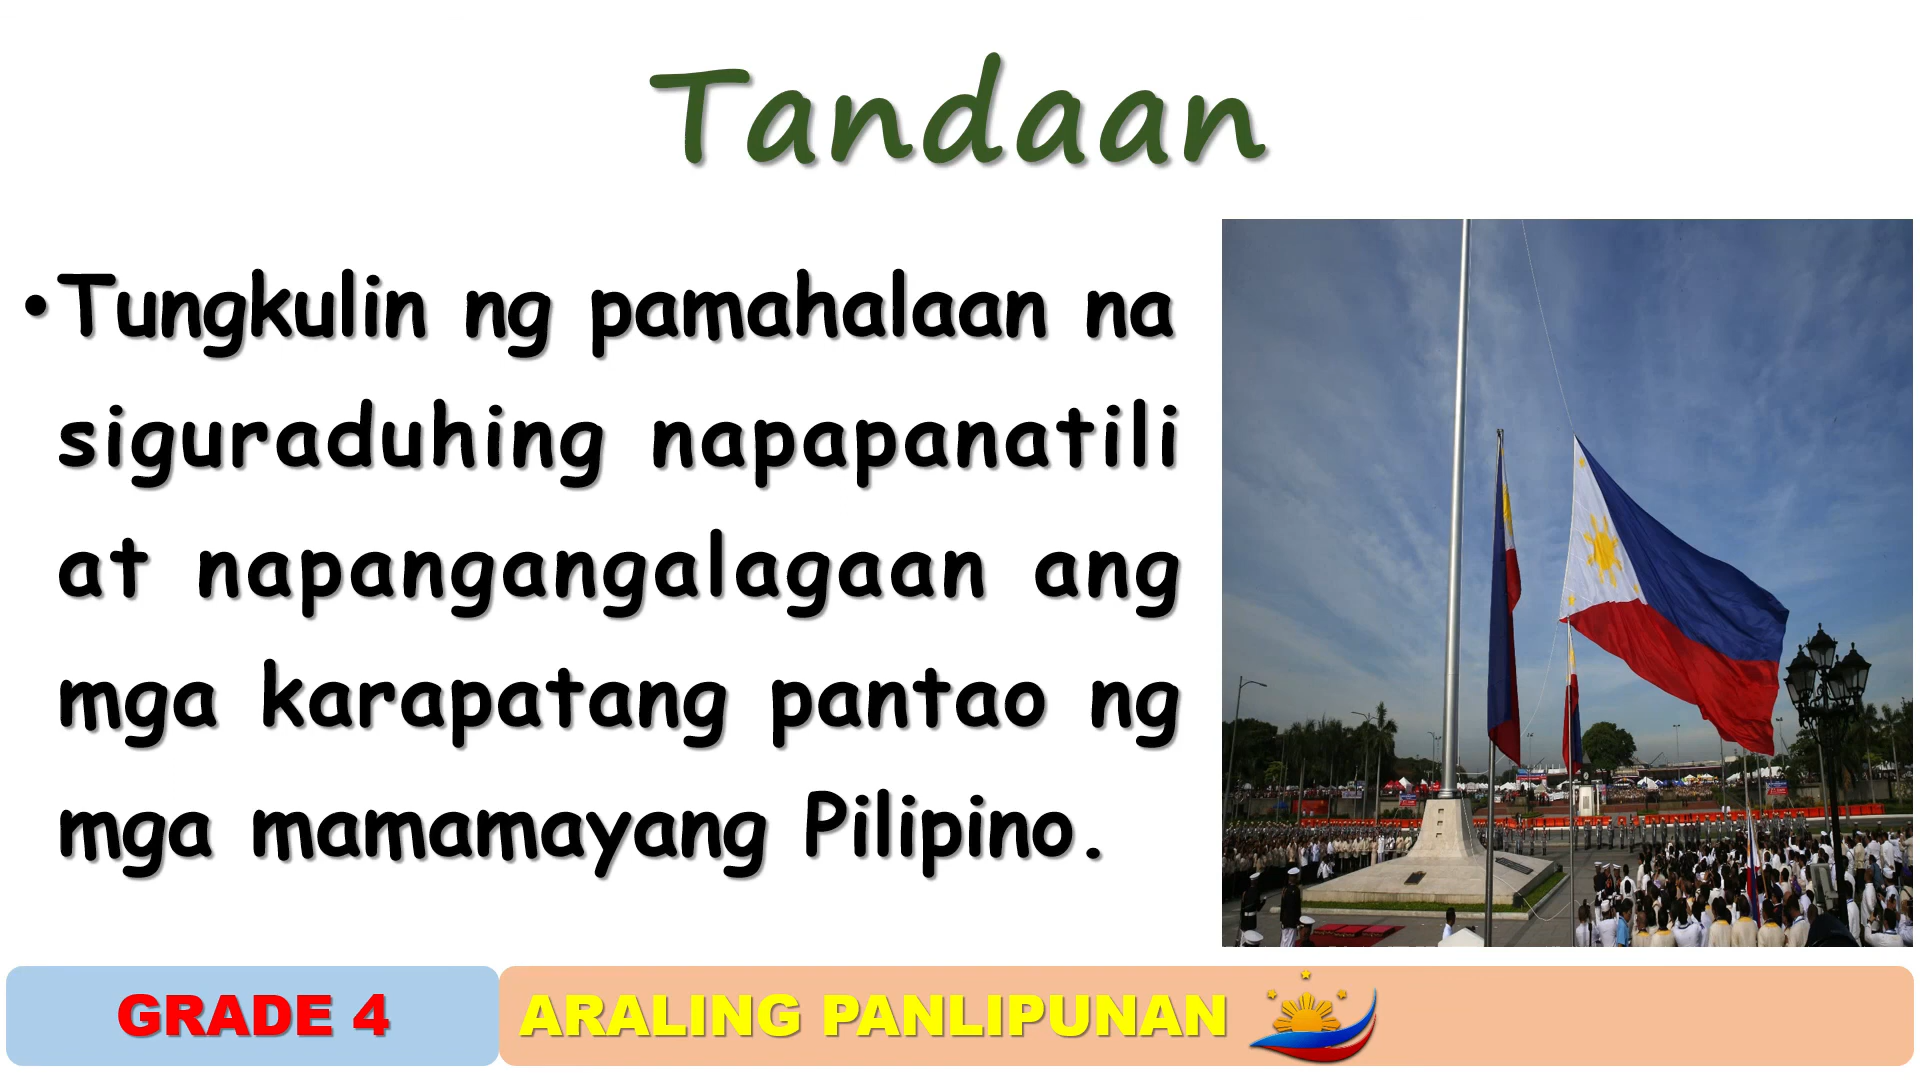 Tandaan
•Tungkulin ng pamahalaan na
siguraduhing napapanatili
at napangangalagaan ang
mga karapatang pantao ng
mga mamamayang Pilipino.
GRADE 4
ARALING PANLIPUNAN